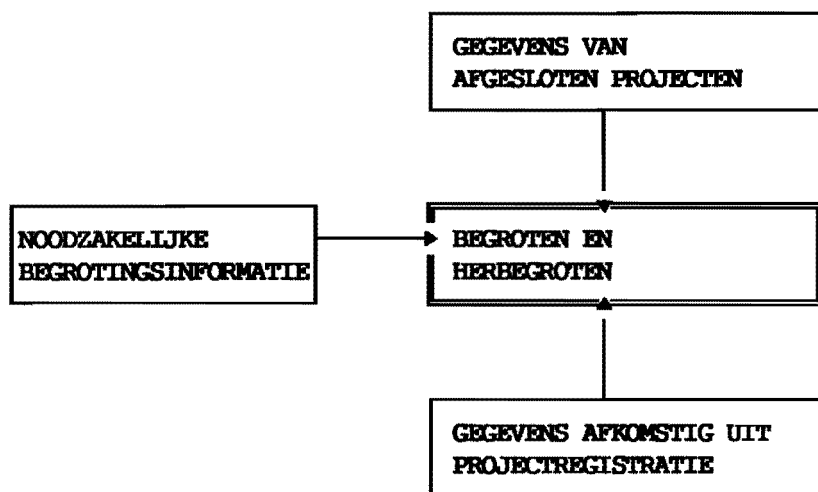 GEGEVENS VAN
AFGESLOTEN PROJECTEN
NOODZAKELIJKE
BEGROTINGSINFORMATIE
BEGROTEN EN
HERBEGROTEN
GEGEVENS AFKOMSTIG UIT
PROJECTREGISTRATIE